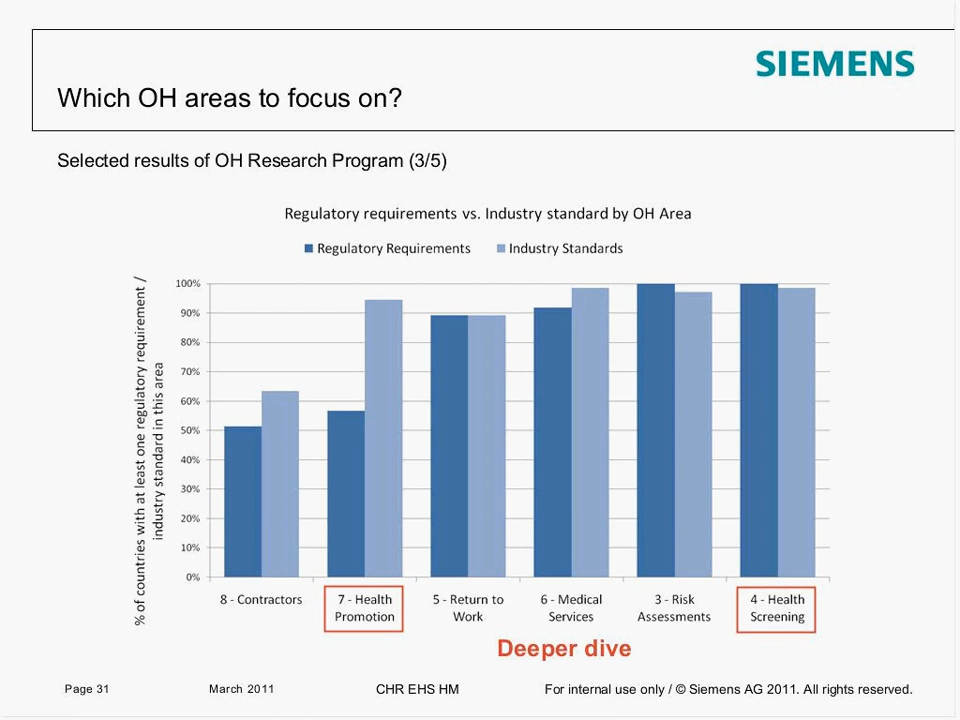 SIEMENS
Which OH areas to focus on?
Selected results of OH Research Program (3/5)
Regulatory requirements vs. Industry standard by OH Area
Regulatory Requirements
Industry Standards
% of countries with at least one regulatory requirement /
industry standard in this area
100%
90%
80%
70%
60%
50%
40%
30%
20%
10%
0%
8 - Contractors
7 - Health
Promotion
5 - Return to
Work
6 - Medical
Services
3 - Risk
Assessments
4 - Health
Screening
Deeper dive
Page 31
March 2011
CHR EHS HM
For internal use only / © Siemens AG 2011. All rights reserved.